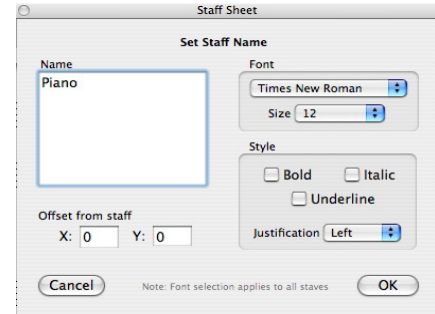 Staff Sheet
Set Staff Name
Name
Piano
Font
Times New Roman
Size 12
Style
Bold Italic
Underline
Offset from staff
X: 0 Y: 0
Justification Left
Cancel
Note: Font selection applies to all staves
OK